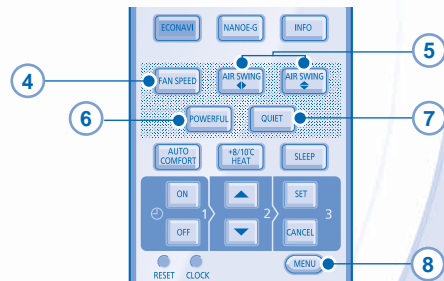 ECONAVI NANOE-G INFO
5
4 FAN SPEED AIR SWING AIR SWING
6 POWERFUL QUIET 7
AUTO COMFORT +8/10℃ HEAT SLEEP
ON 1 2 SET 3
OFF CANCEL
RESET CLOCK MENU 8